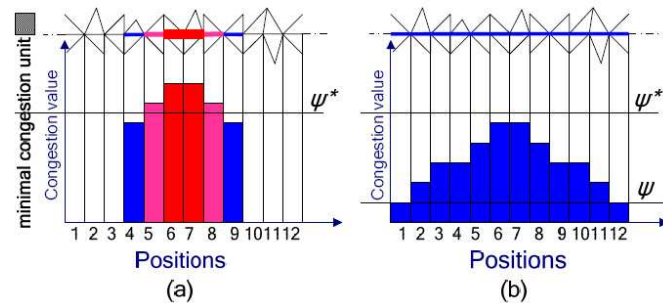 minimal congestion unit
Congestion value
ψ*
1 2 3 4 5 6 7 8 9 10 11 12
Positions
(a)
Congestion value
ψ*
ψ
1 2 3 4 5 6 7 8 9 10 11 12
Positions
(b)